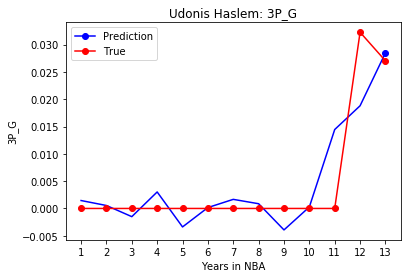 Udonis Haslem: 3P_G
Prediction
True
3P_G
0.030
0.025
0.020
0.015
0.010
0.005
0.000
−0.005
1 2 3 4 5 6 7 8 9 10 11 12 13
Years in NBA